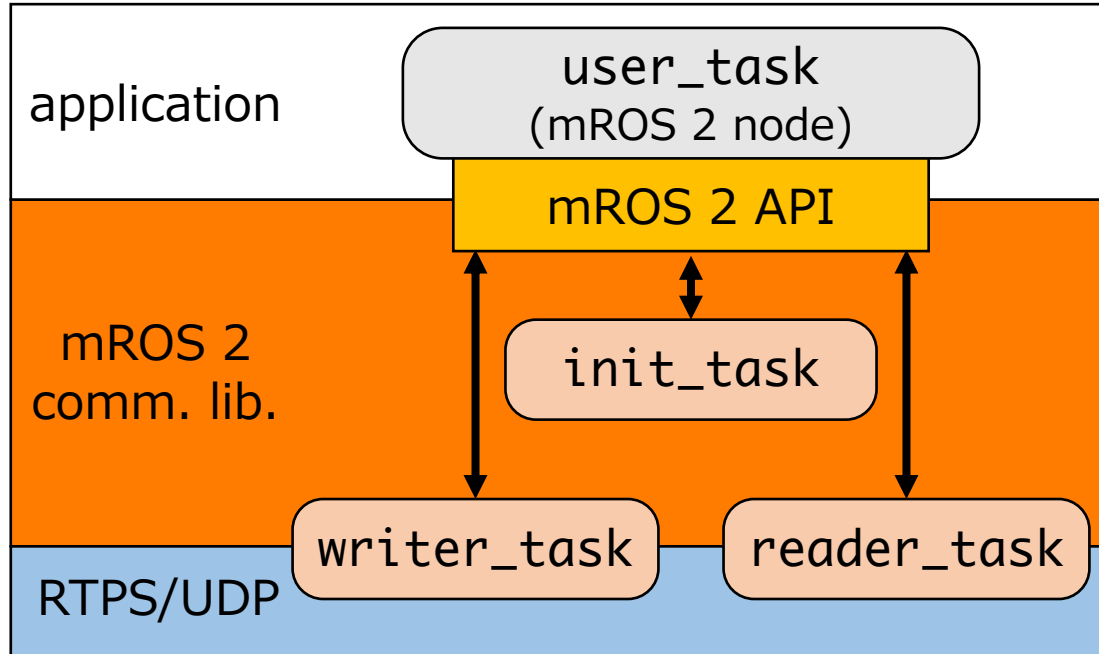 user_task
(mROS 2 node)
application
mROS 2 API
mROS 2
comm. lib.
init_task
writer_task
reader_task
RTPS/UDP